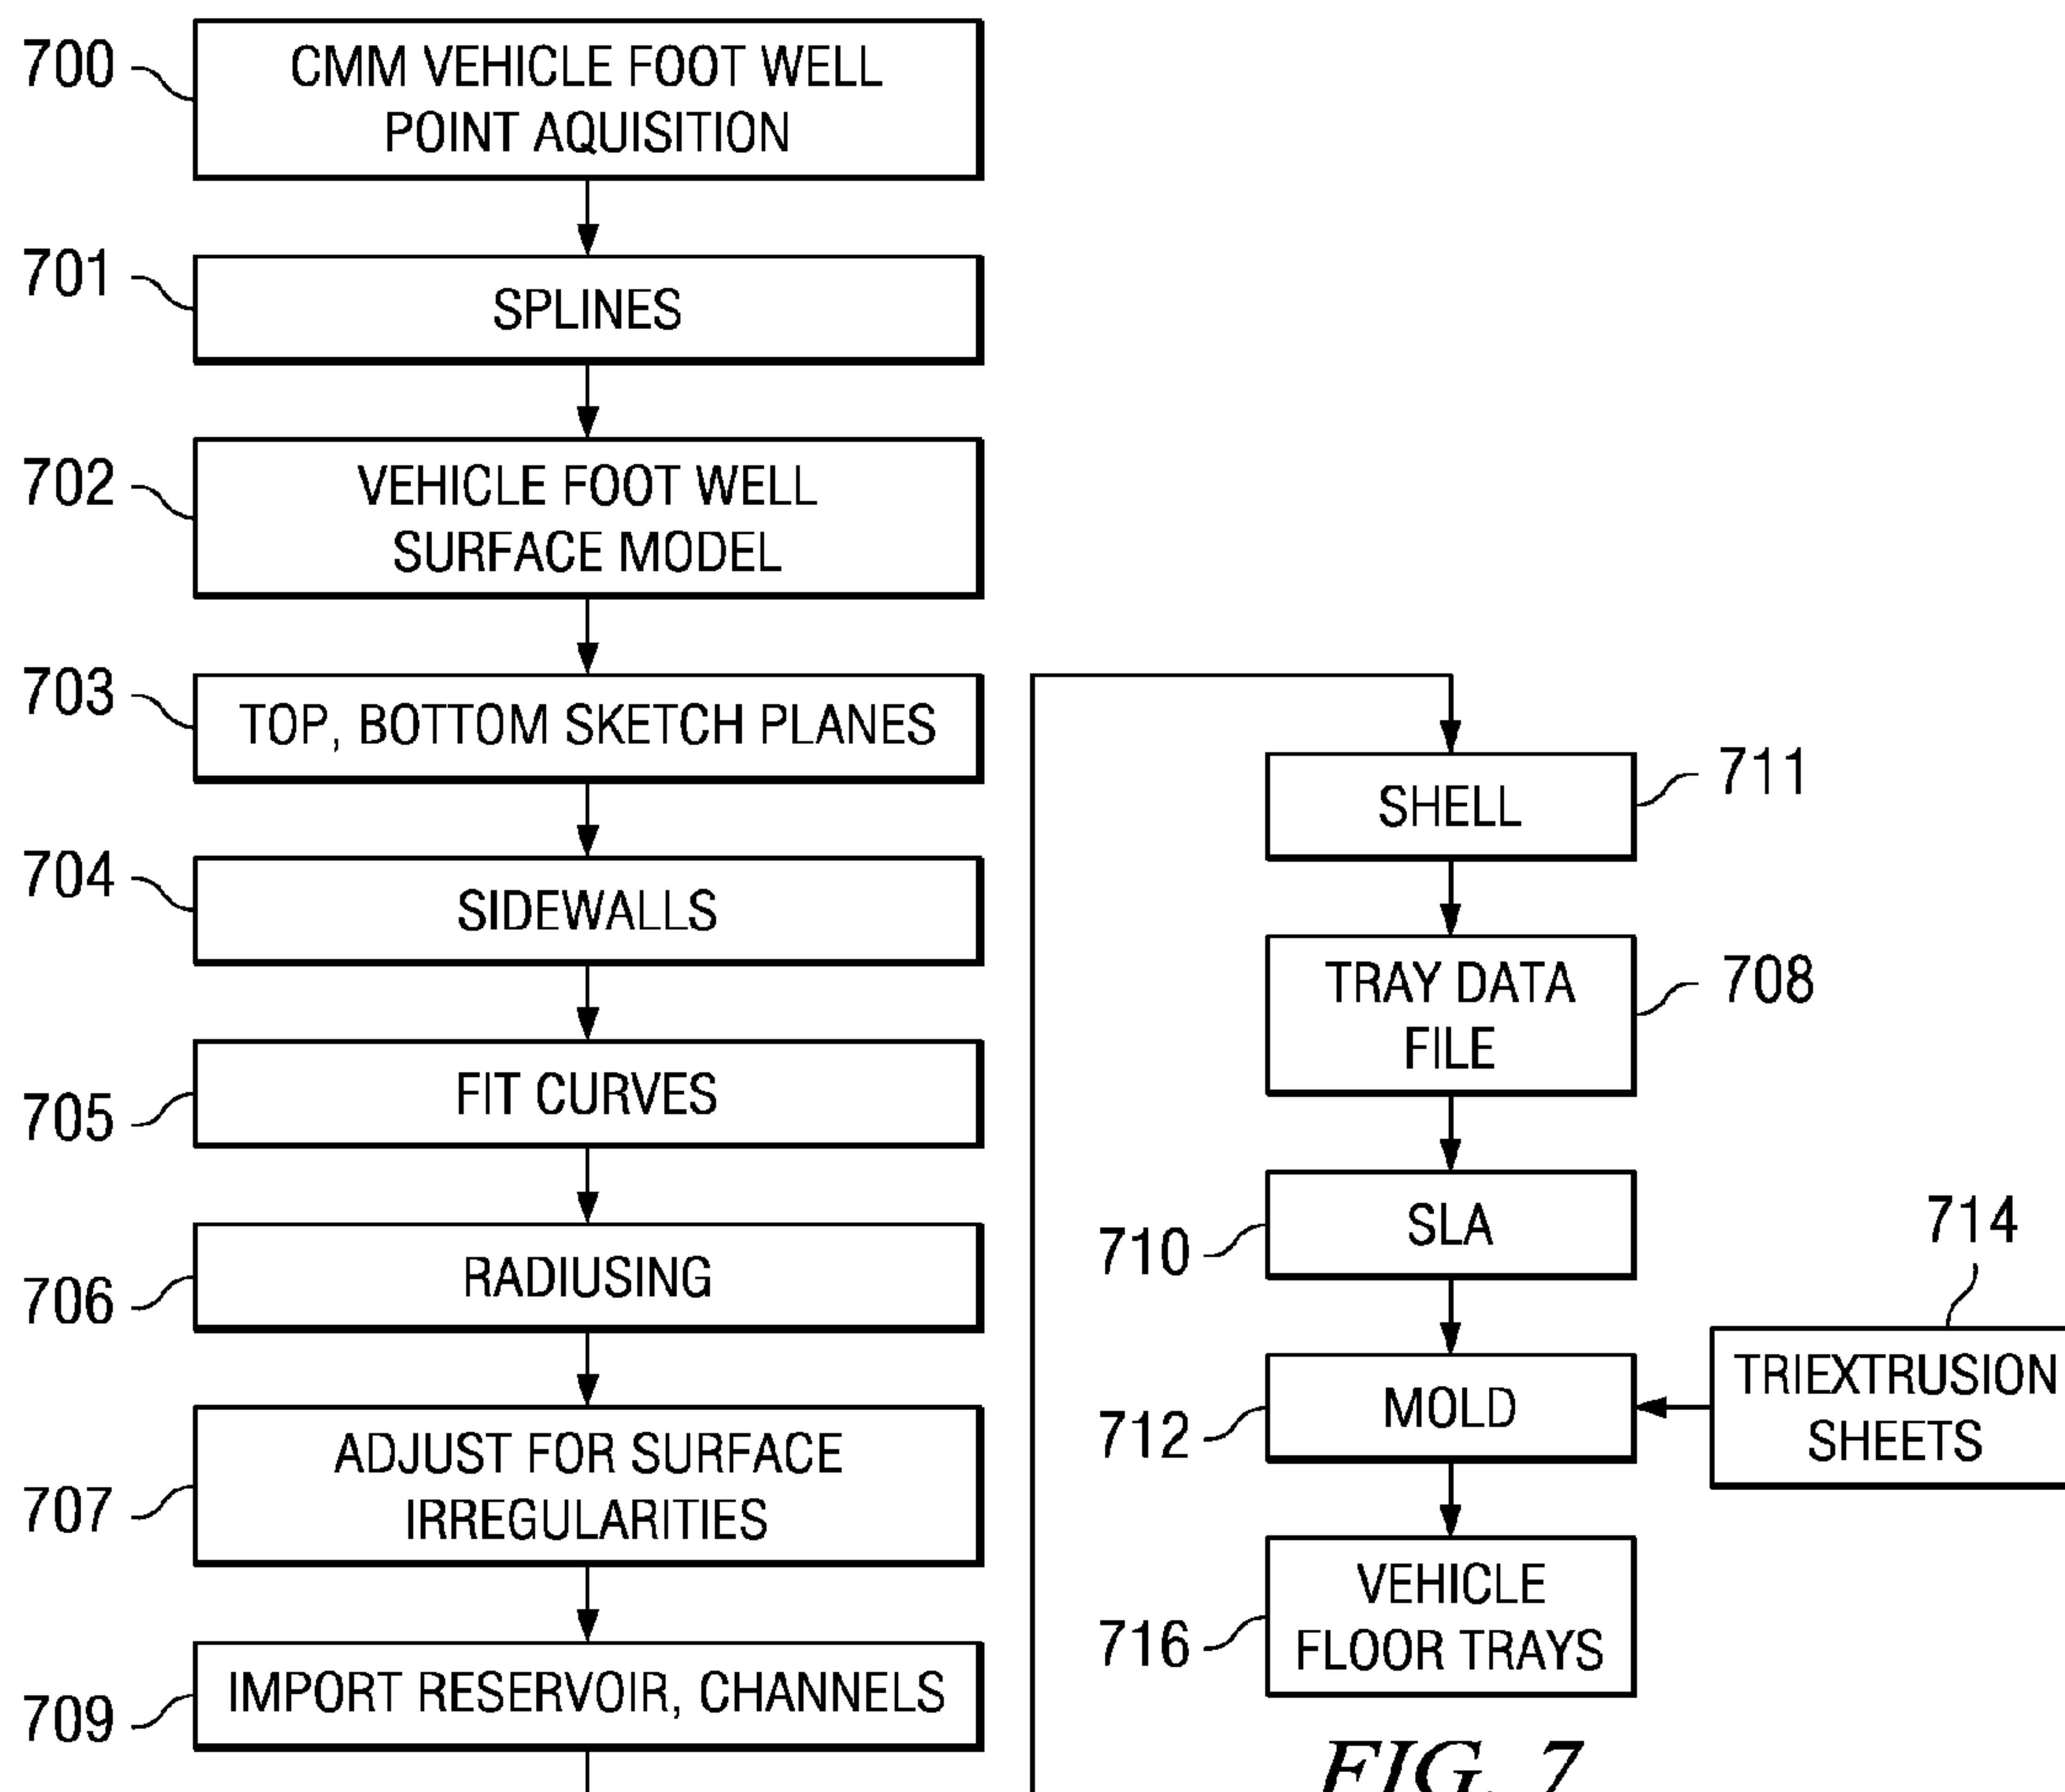 700
CMM VEHICLE FOOT WELL
POINT AQUISITION
701
SPLINES
702
VEHICLE FOOT WELL
SURFACE MODEL
703
TOP, BOTTOM SKETCH PLANES
704
SIDEWALLS
705
FIT CURVES
706
RADIUSING
707
ADJUST FOR SURFACE
IRREGULARITIES
709
IMPORT RESERVOIR, CHANNELS
711
SHELL
708
TRAY DATA
FILE
710
SLA
714
TRIEXTRUSION
SHEETS
712
MOLD
716
VEHICLE
FLOOR TRAYS
FIG. 7